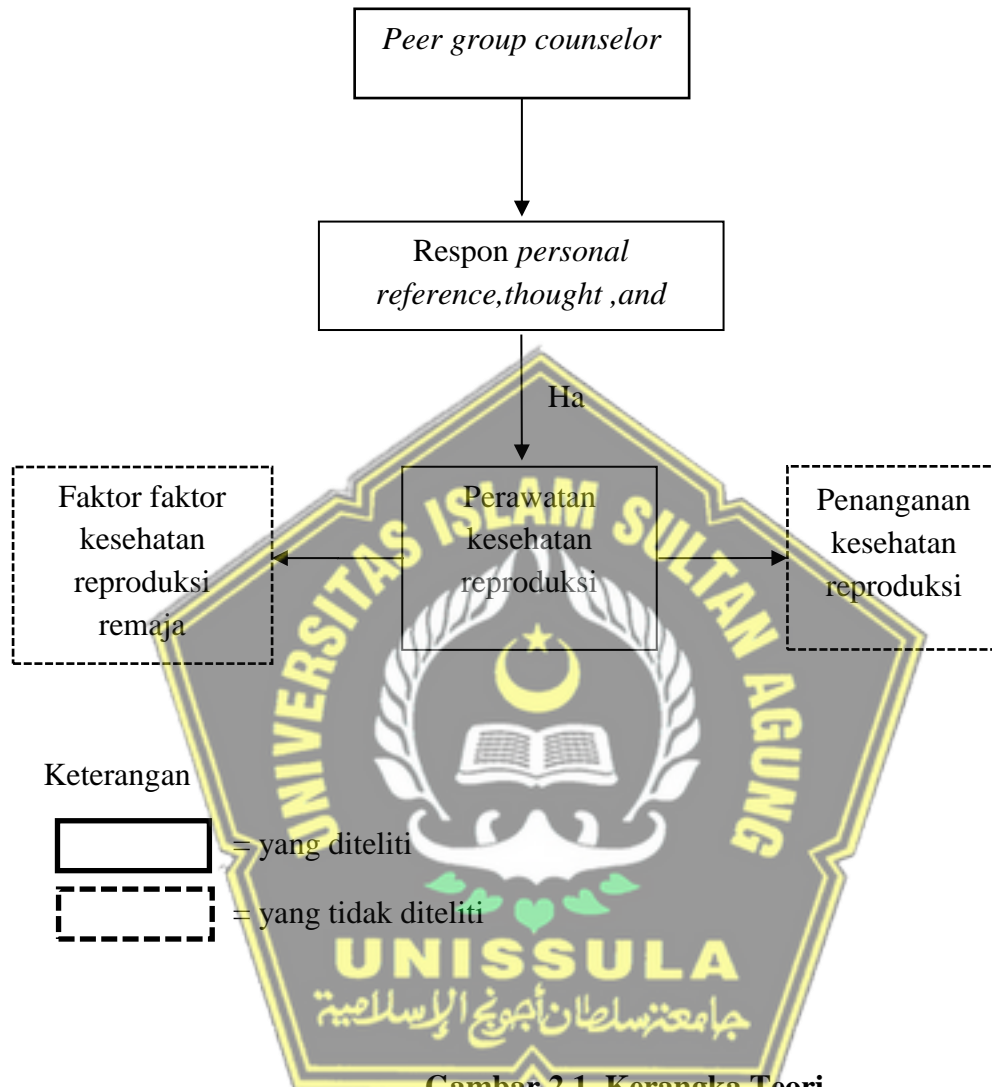 Peer group counselor
Respon personal
reference,thought ,and
Ha
Faktor faktor
kesehatan
reproduksi
remaja
Perawatan
kesehatan
reproduksi
Penanganan
kesehatan
reproduksi
Keterangan
= yang diteliti
= yang tidak diteliti
UNIVERSITAS ISLAM SULTAN AGUNG
UNISSULA
جامعة سلطان أجونج الإسلامية
Gambar 2.1. Kerangka Teori